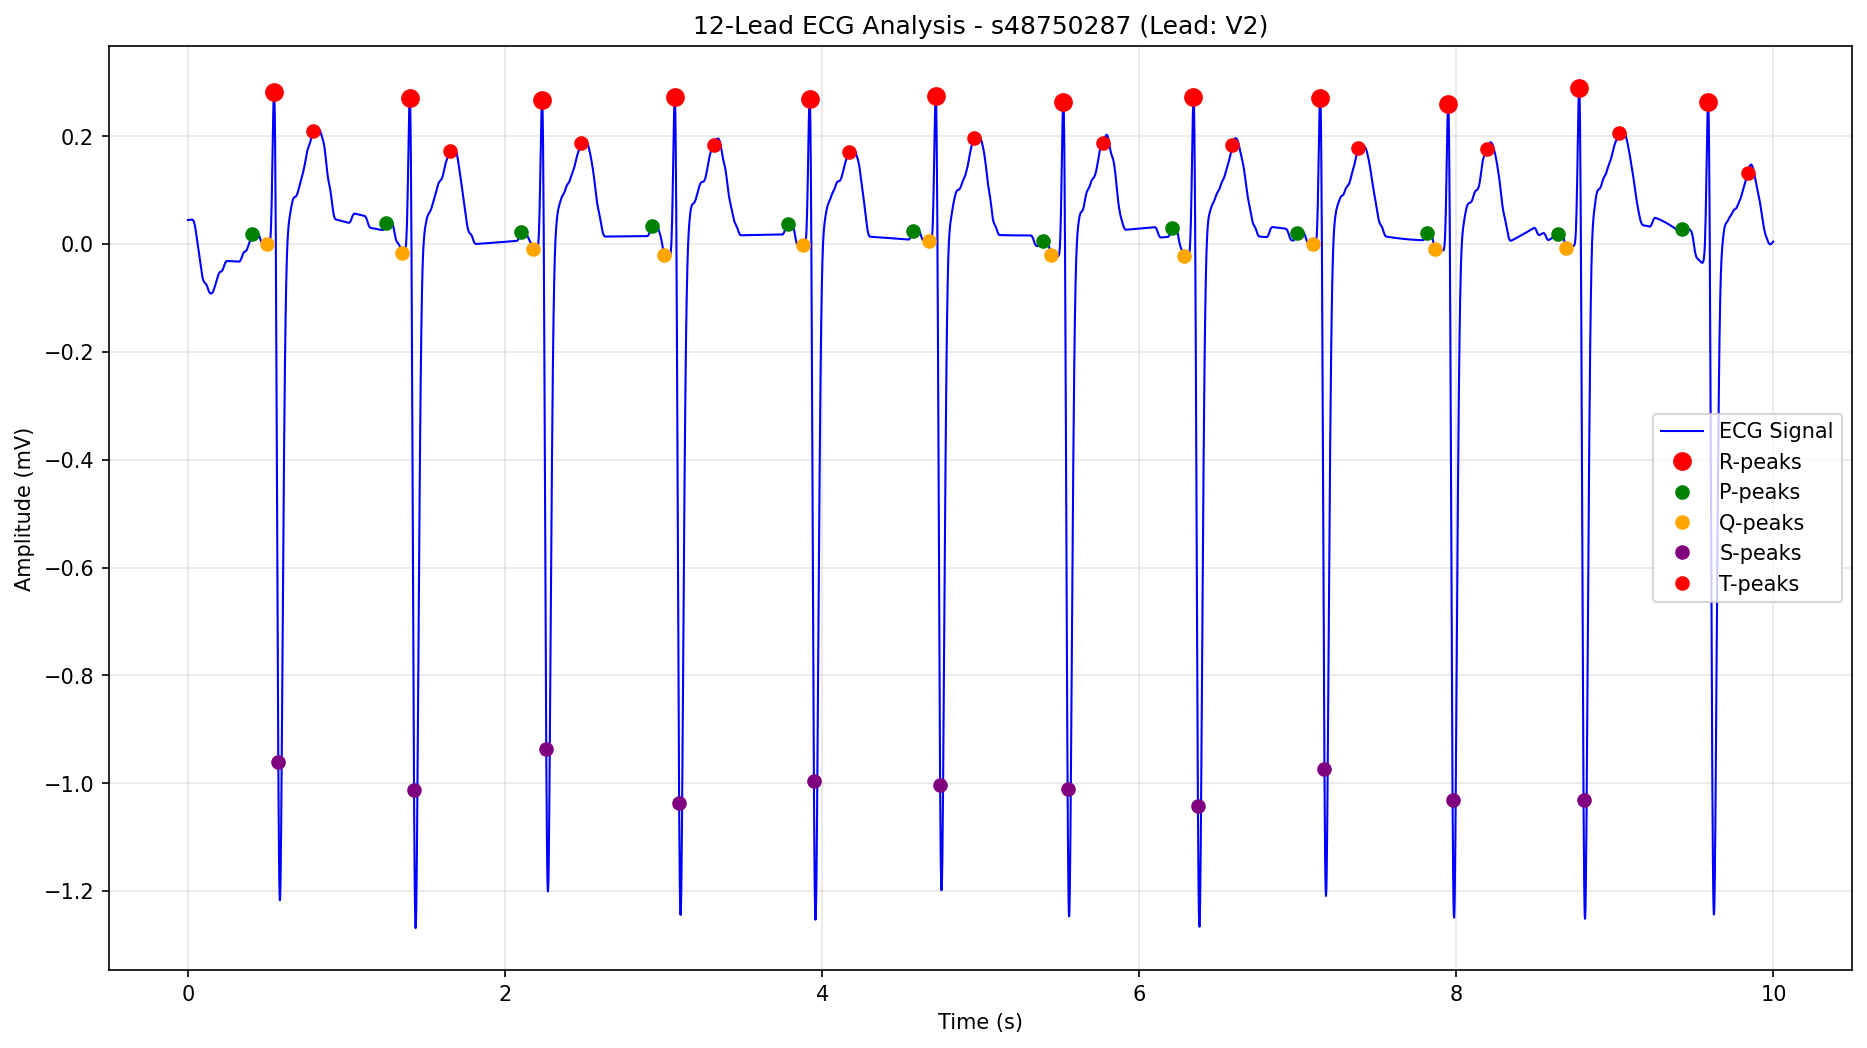 12-Lead ECG Analysis - s48750287 (Lead: V2)
Amplitude (mV)
0.2
0.0
−0.2
−0.4
−0.6
−0.8
−1.0
−1.2
ECG Signal
R-peaks
P-peaks
Q-peaks
S-peaks
T-peaks
0 2 4 6 8 10
Time (s)